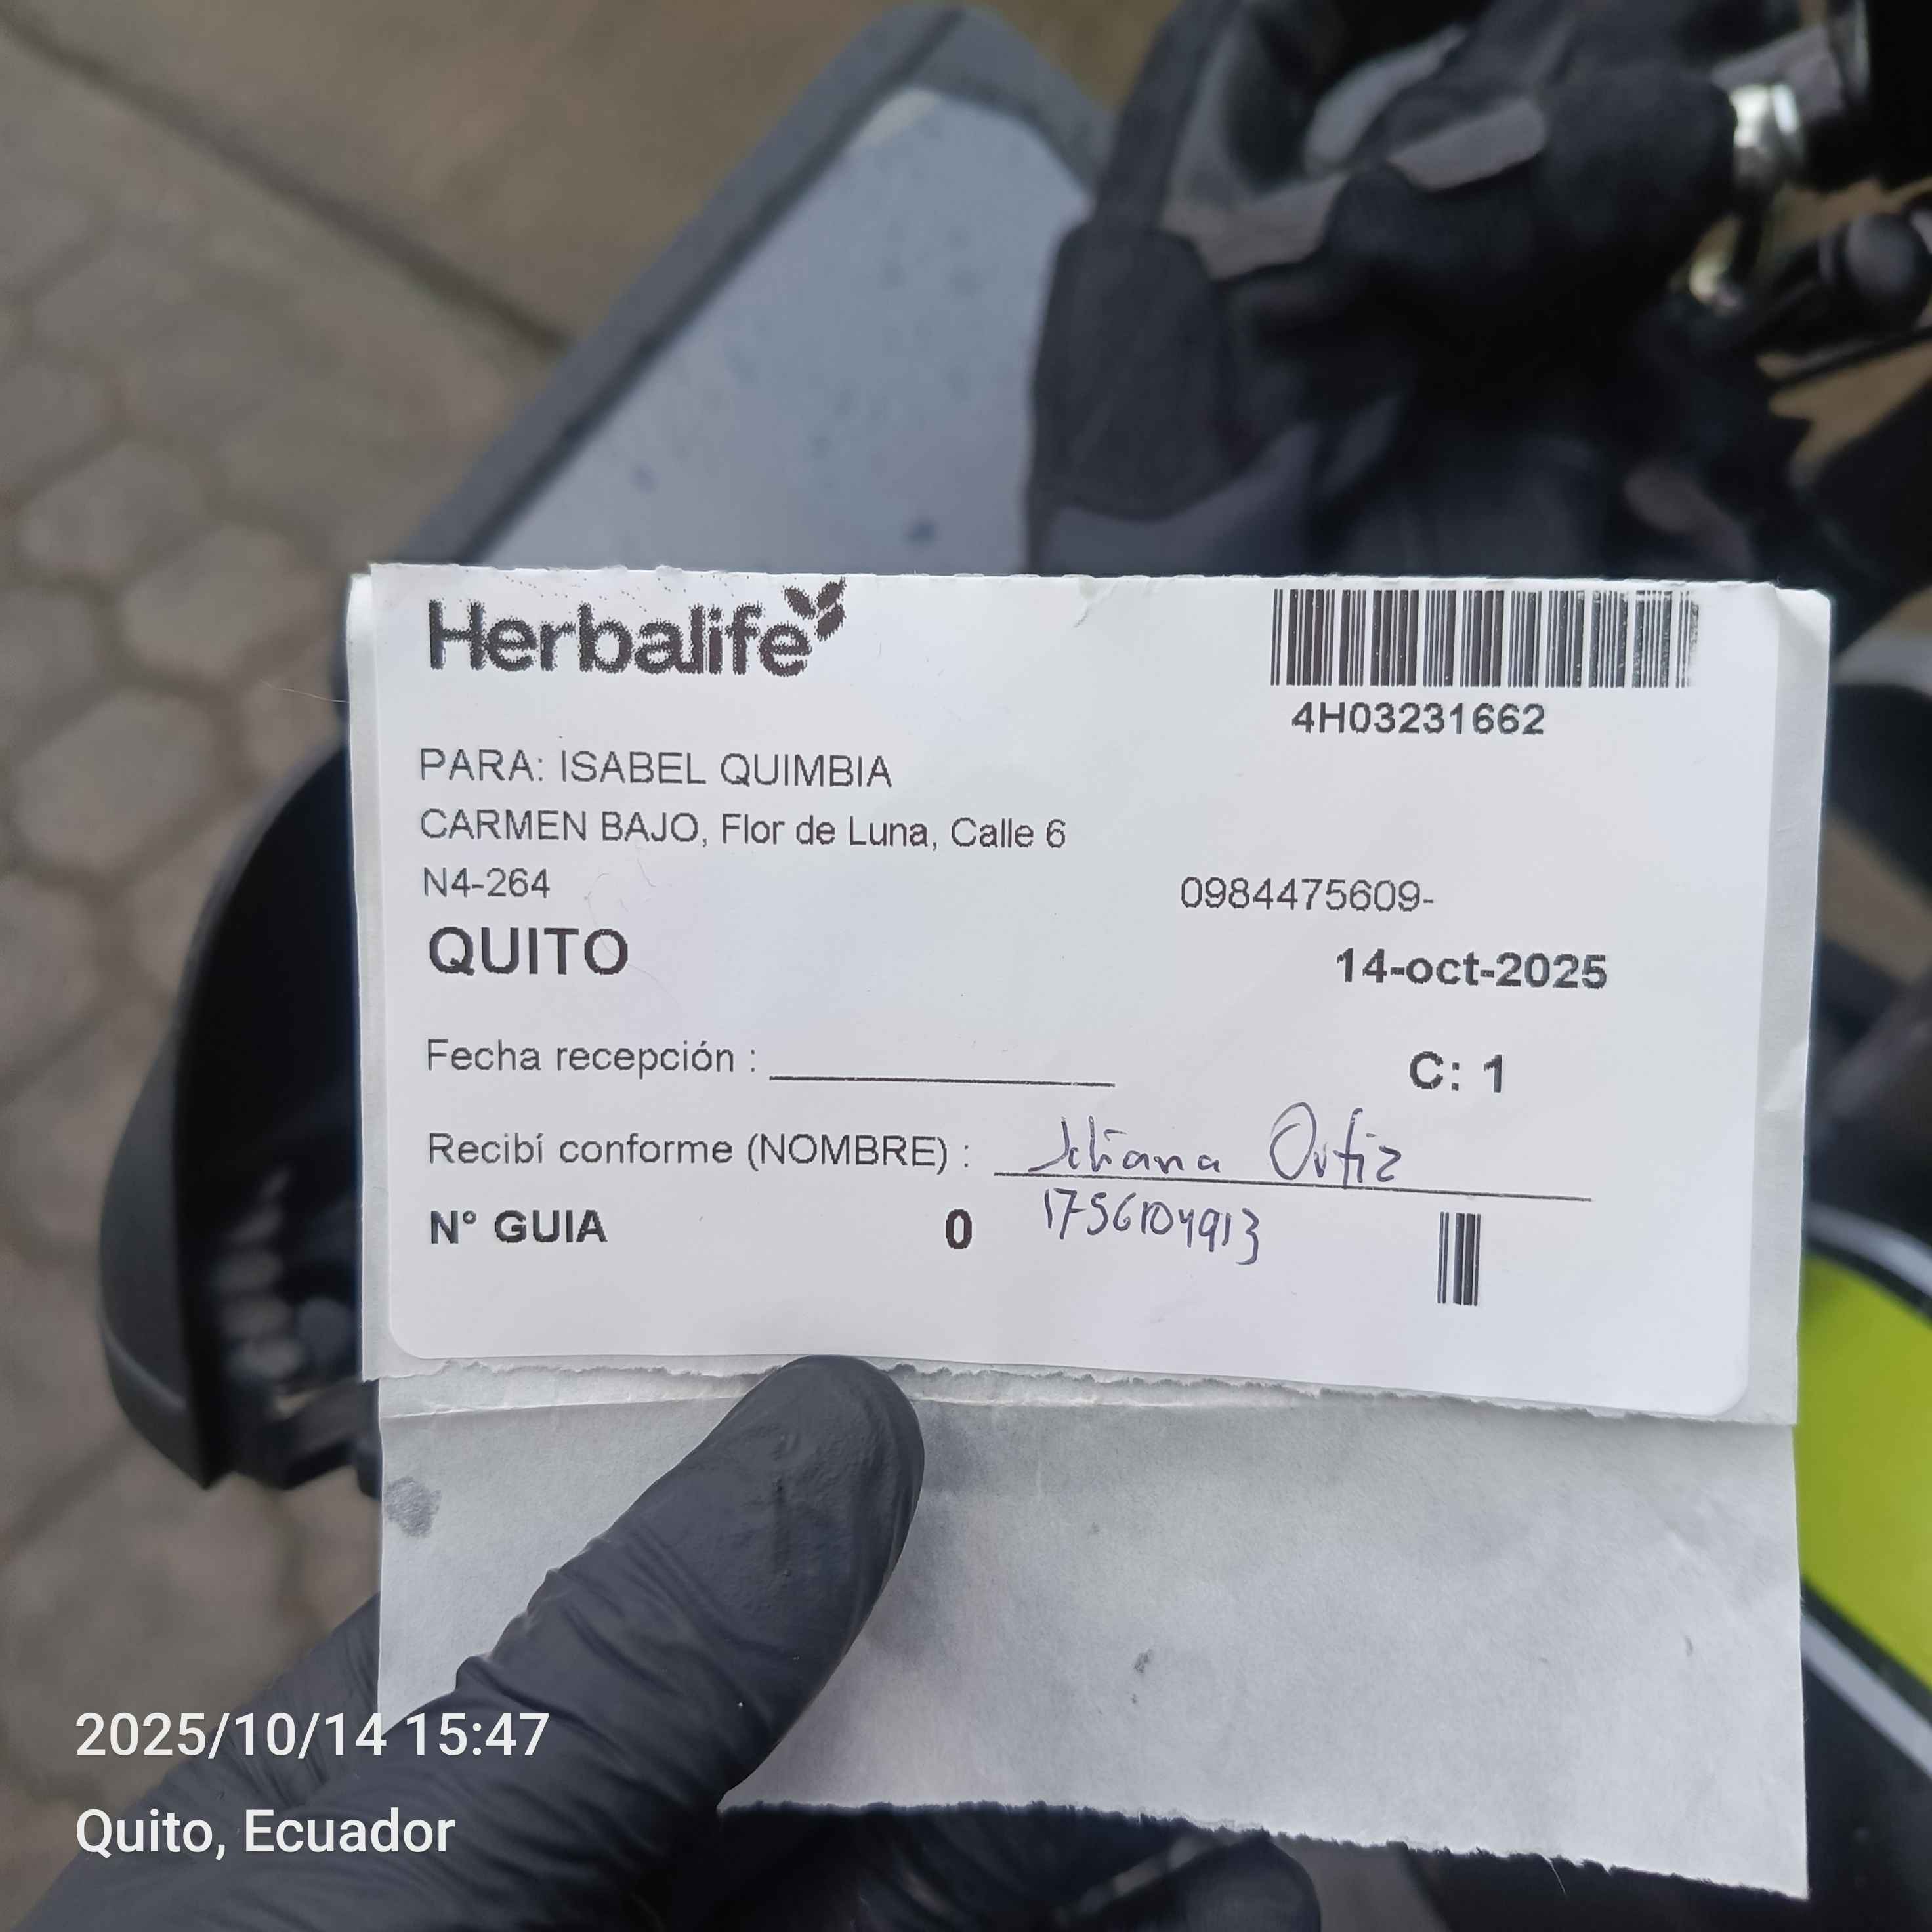 Herbalife
4H03231662
PARA: ISABEL QUIMBIA
CARMEN BAJO, Flor de Luna, Calle 6
N4-264
0984475609-
QUITO
14-oct-2025
Fecha recepción :
C: 1
Recibí conforme (NOMBRE) : Ortiz
N° GUIA 0
1756104913
2025/10/14 15:47
Quito, Ecuador